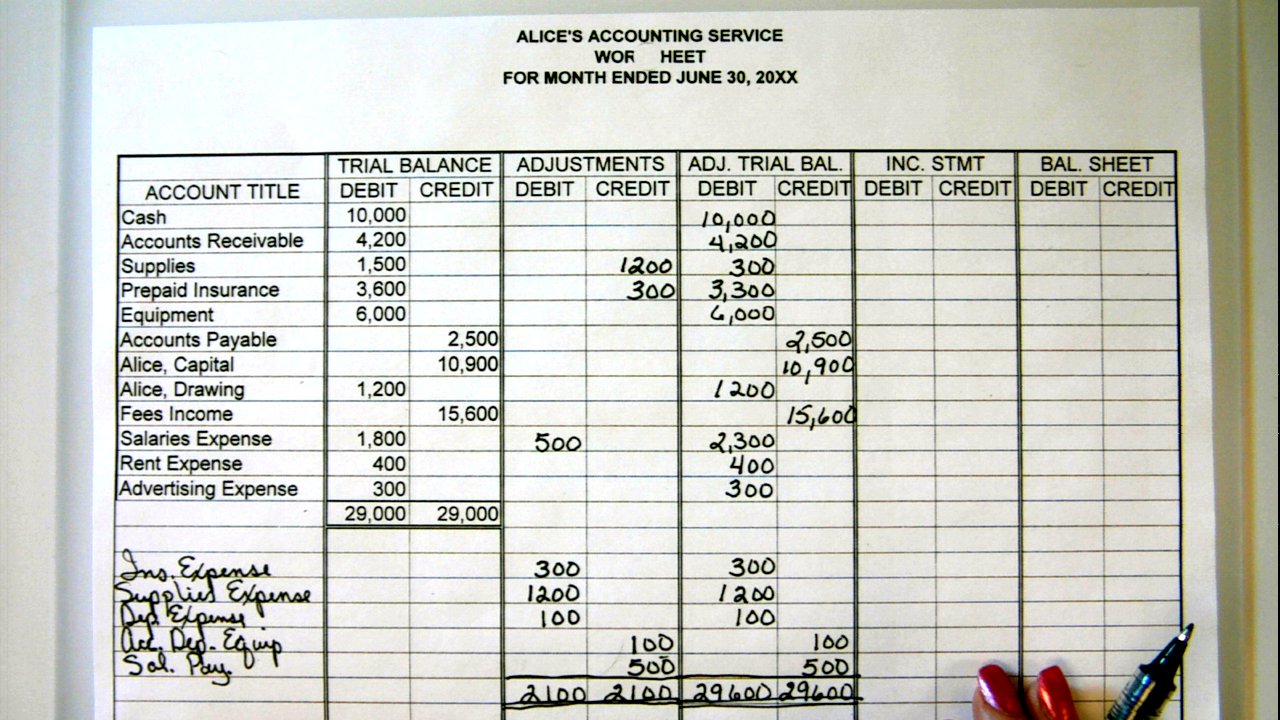 ALICE'S ACCOUNTING SERVICE
WOR HEET
FOR MONTH ENDED JUNE 30, 20XX
TRIAL BALANCE ADJUSTMENTS ADJ. TRIAL BAL. INC. STMT BAL. SHEET
ACCOUNT TITLE DEBIT CREDIT DEBIT CREDIT DEBIT CREDIT DEBIT CREDIT DEBIT CREDIT
Cash 10,000 10,000
Accounts Receivable 4,200 4,200
Supplies 1,500 1200 300
Prepaid Insurance 3,600 300 3,300
Equipment 6,000 6,000
Accounts Payable 2,500 2,500
Alice, Capital 10,900 10,900
Alice, Drawing 1,200 1200
Fees Income 15,600 15,600
Salaries Expense 1,800 500 2,300
Rent Expense 400 400
Advertising Expense 300 300
29,000 29,000
Ins. Expense 300 300
Supplies Expense 1200 1200
Dep. Expense 100 100
Acc. Dep. Equip 100 100
Sal. Pay. 500 500
2100 2100 29600 29600